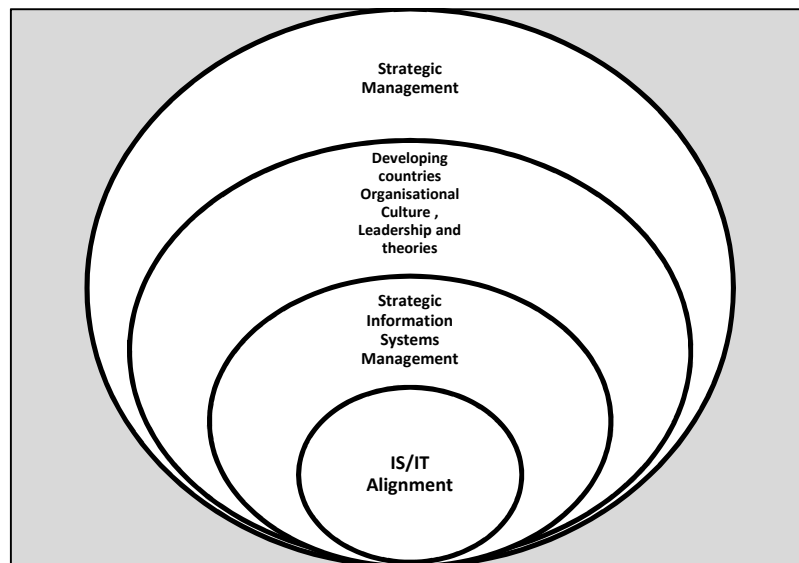 Strategic
Management
Developing
countries
Organisational
Culture ,
Leadership and
theories
Strategic
Information
Systems
Management
IS/IT
Alignment